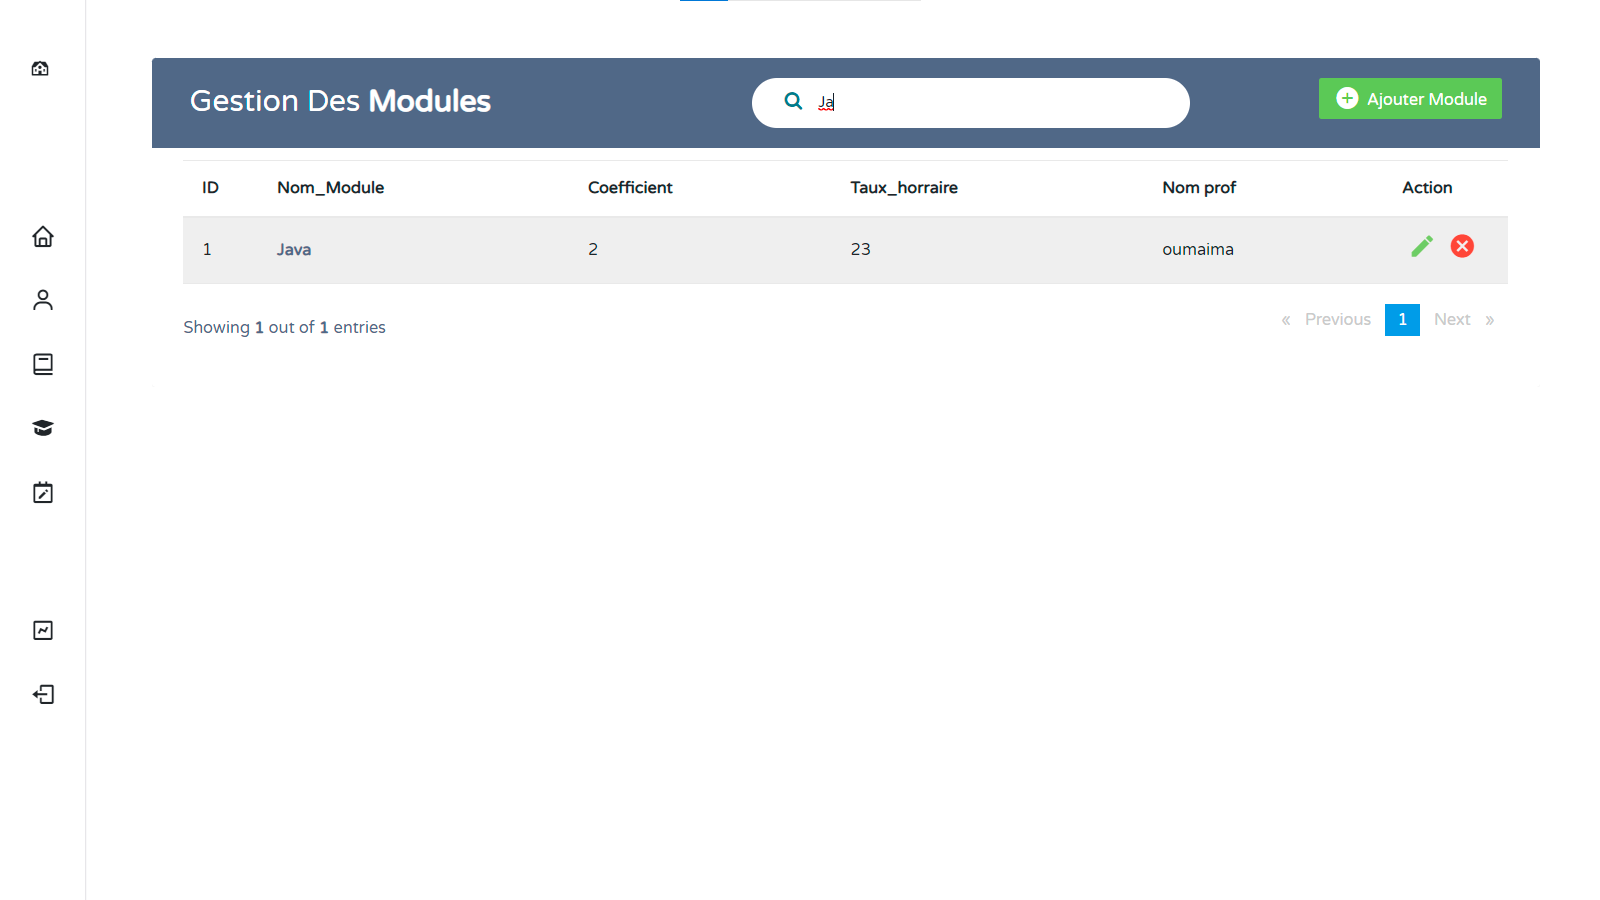 Gestion Des Modules
Ja
Ajouter Module
ID Nom_Module Coefficient Taux_horraire Nom prof Action
1 Java 2 23 oumaima
Showing 1 out of 1 entries
« Previous 1 Next »